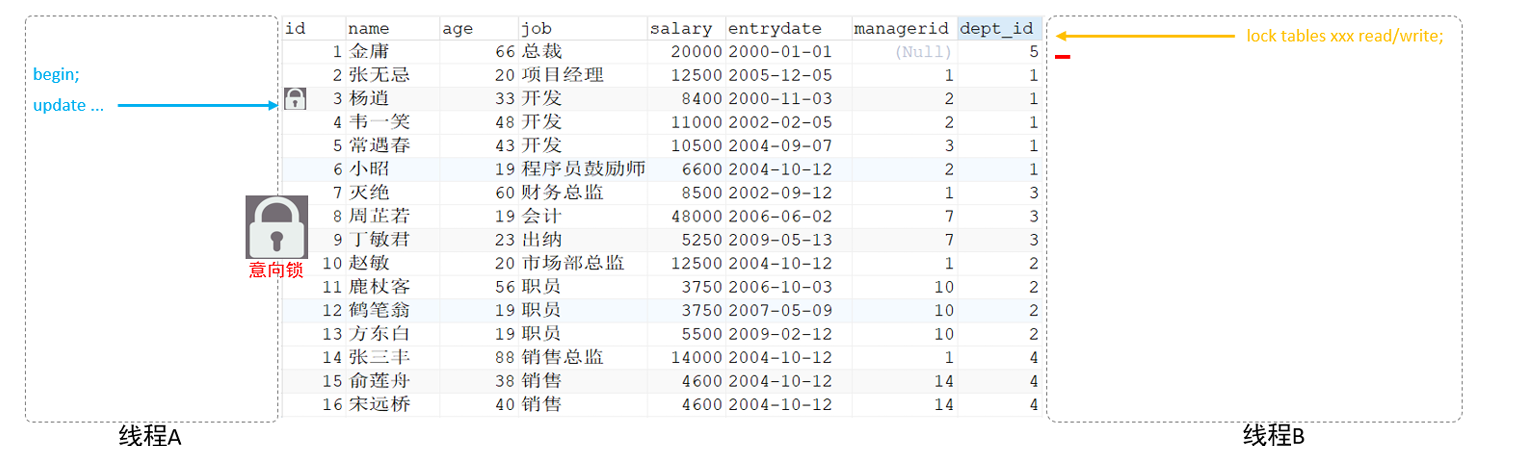 id name age job salary entrydate managerid dept_id
1 金庸 66 总裁 20000 2000-01-01 (Null) 5
lock tables xxx read/write;
begin;
2 张无忌 20 项目经理 12500 2005-12-05 1 1
update ...
3 杨逍 33 开发 8400 2000-11-03 2 1
4 韦一笑 48 开发 11000 2002-02-05 2 1
5 常遇春 43 开发 10500 2004-09-07 3 1
6 小昭 19 程序员鼓励师 6600 2004-10-12 2 1
7 灭绝 60 财务总监 8500 2002-09-12 1 3
8 周芷若 19 会计 48000 2006-06-02 7 3
9 丁敏君 23 出纳 5250 2009-05-13 7 3
意向锁
10 赵敏 20 市场部总监 12500 2004-10-12 1 2
11 鹿杖客 56 职员 3750 2006-10-03 10 2
12 鹤笔翁 19 职员 3750 2007-05-09 10 2
13 方东白 19 职员 5500 2009-02-12 10 2
14 张三丰 88 销售总监 14000 2004-10-12 1 4
15 俞莲舟 38 销售 4600 2004-10-12 14 4
16 宋远桥 40 销售 4600 2004-10-12 14 4
线程A
线程B